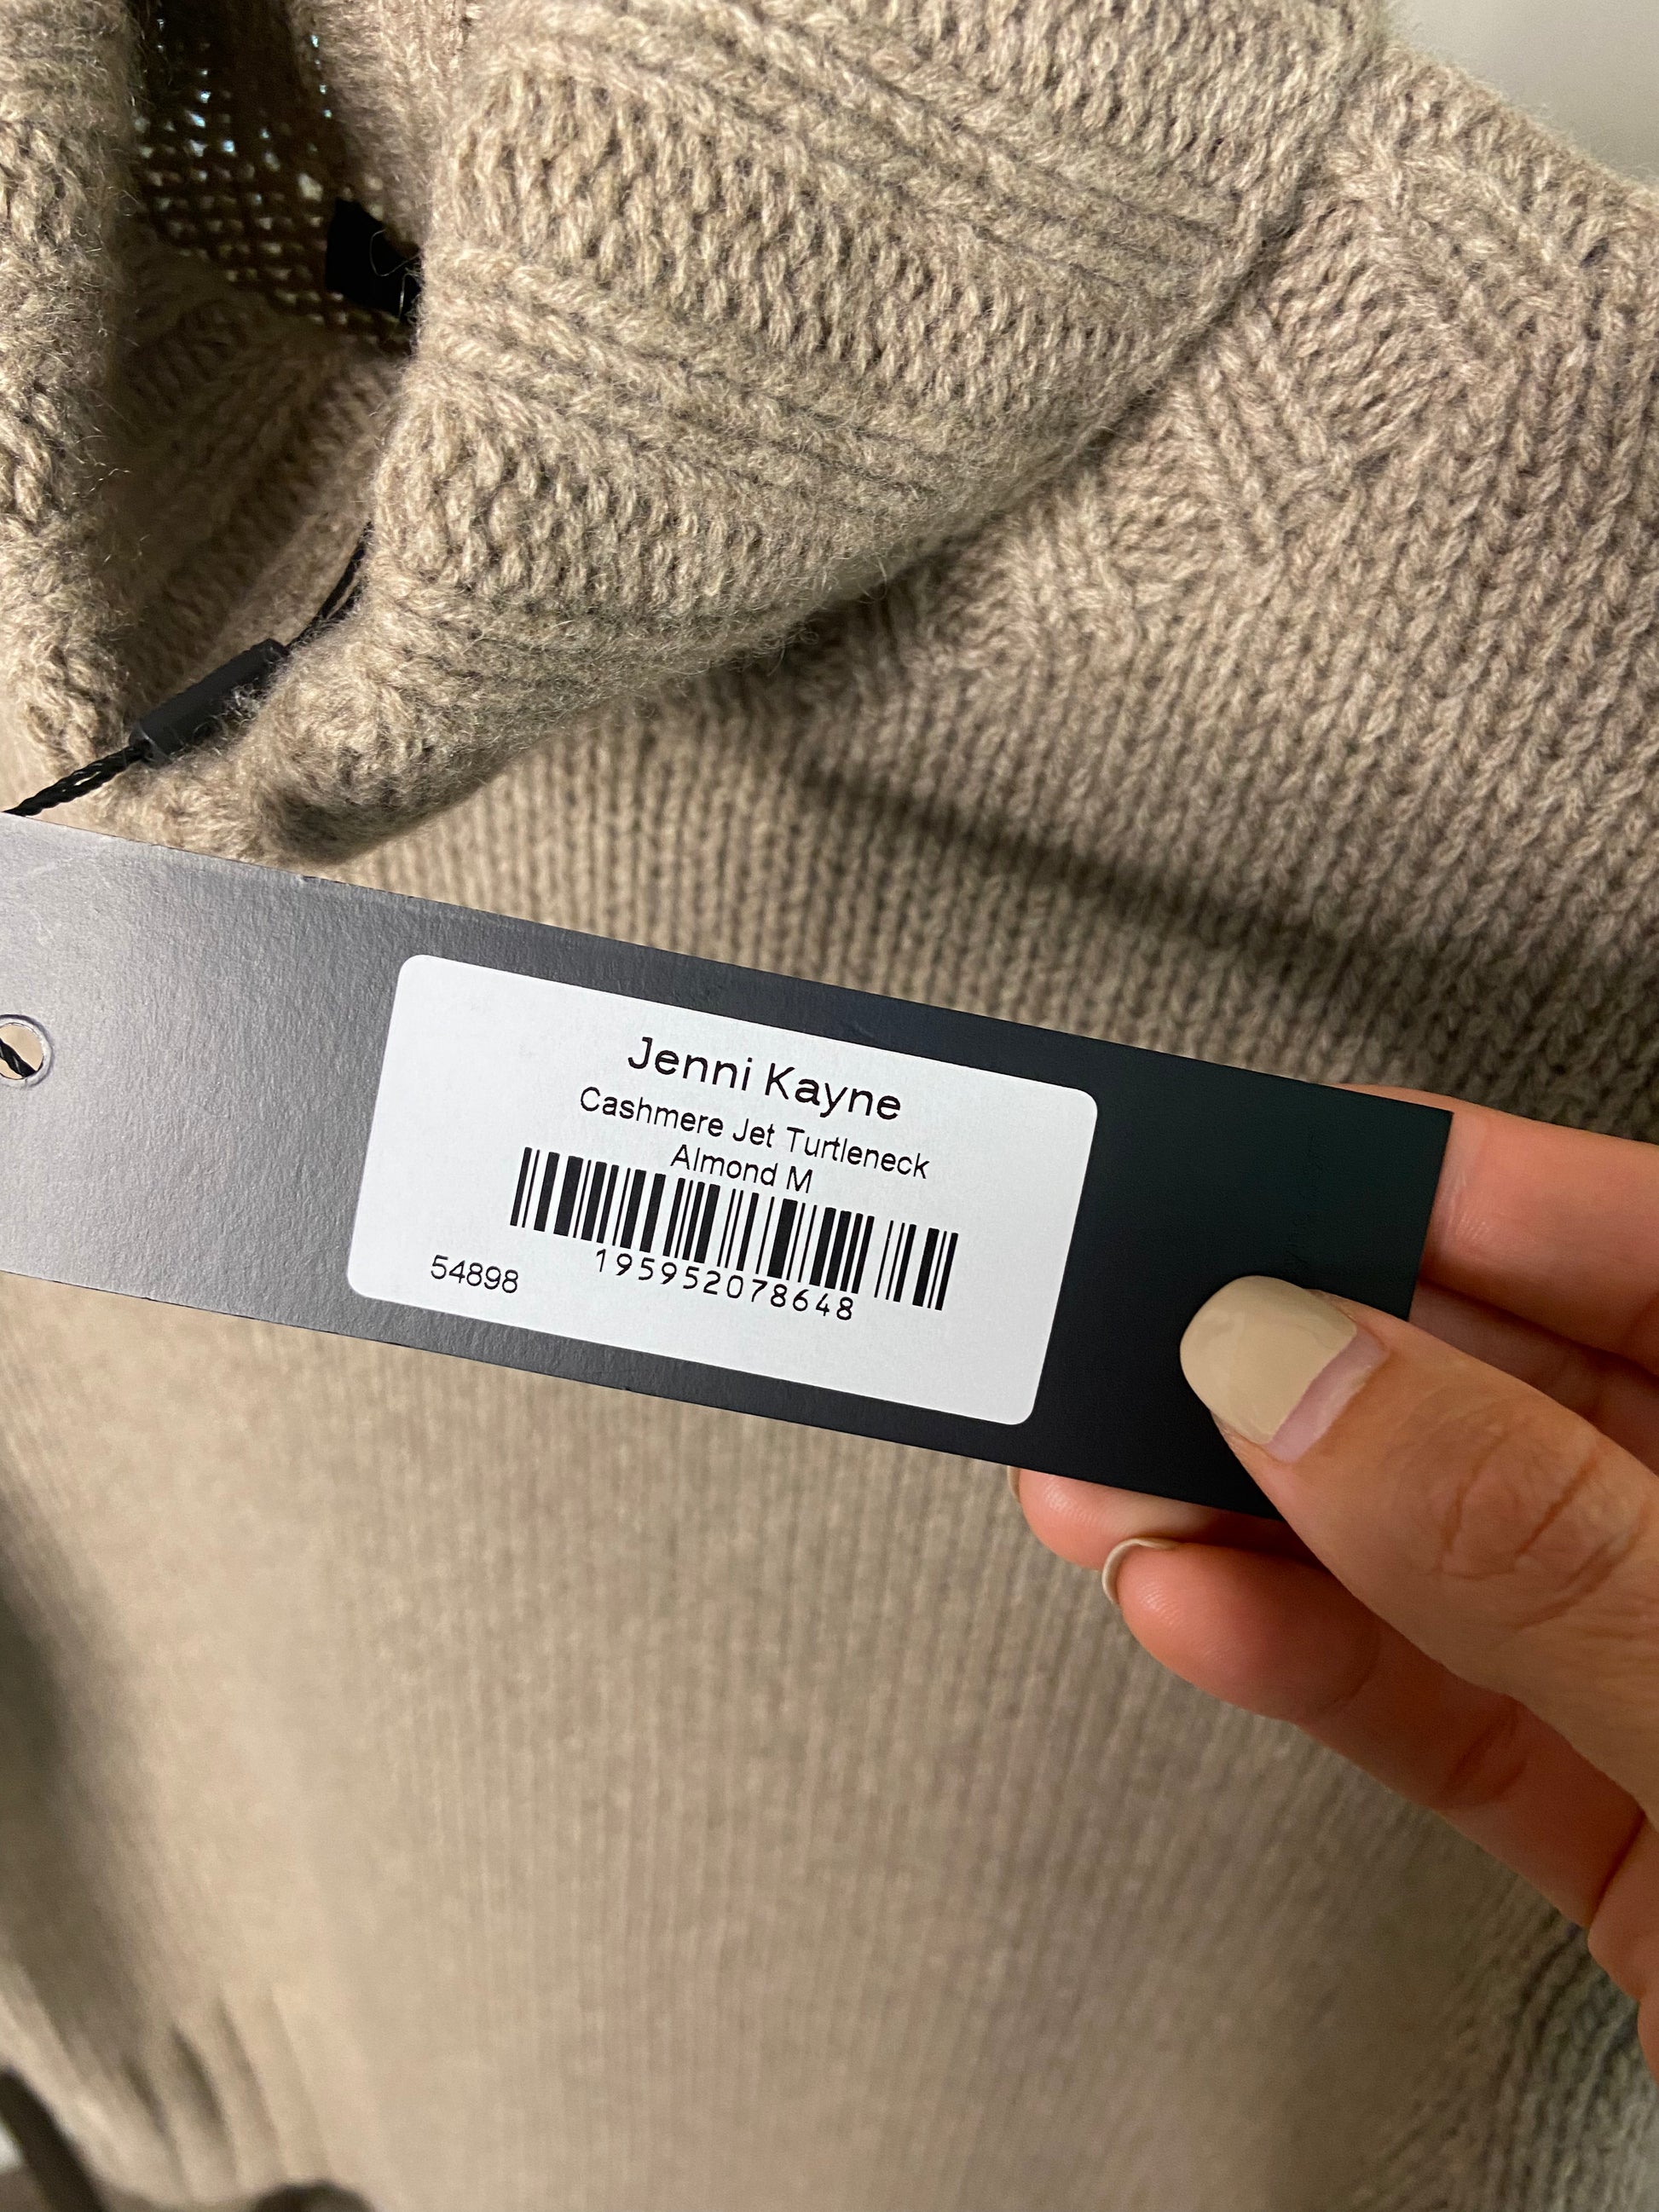 Jenni Kayne
Cashmere Jet Turtleneck
Almond M
195952078648
54898